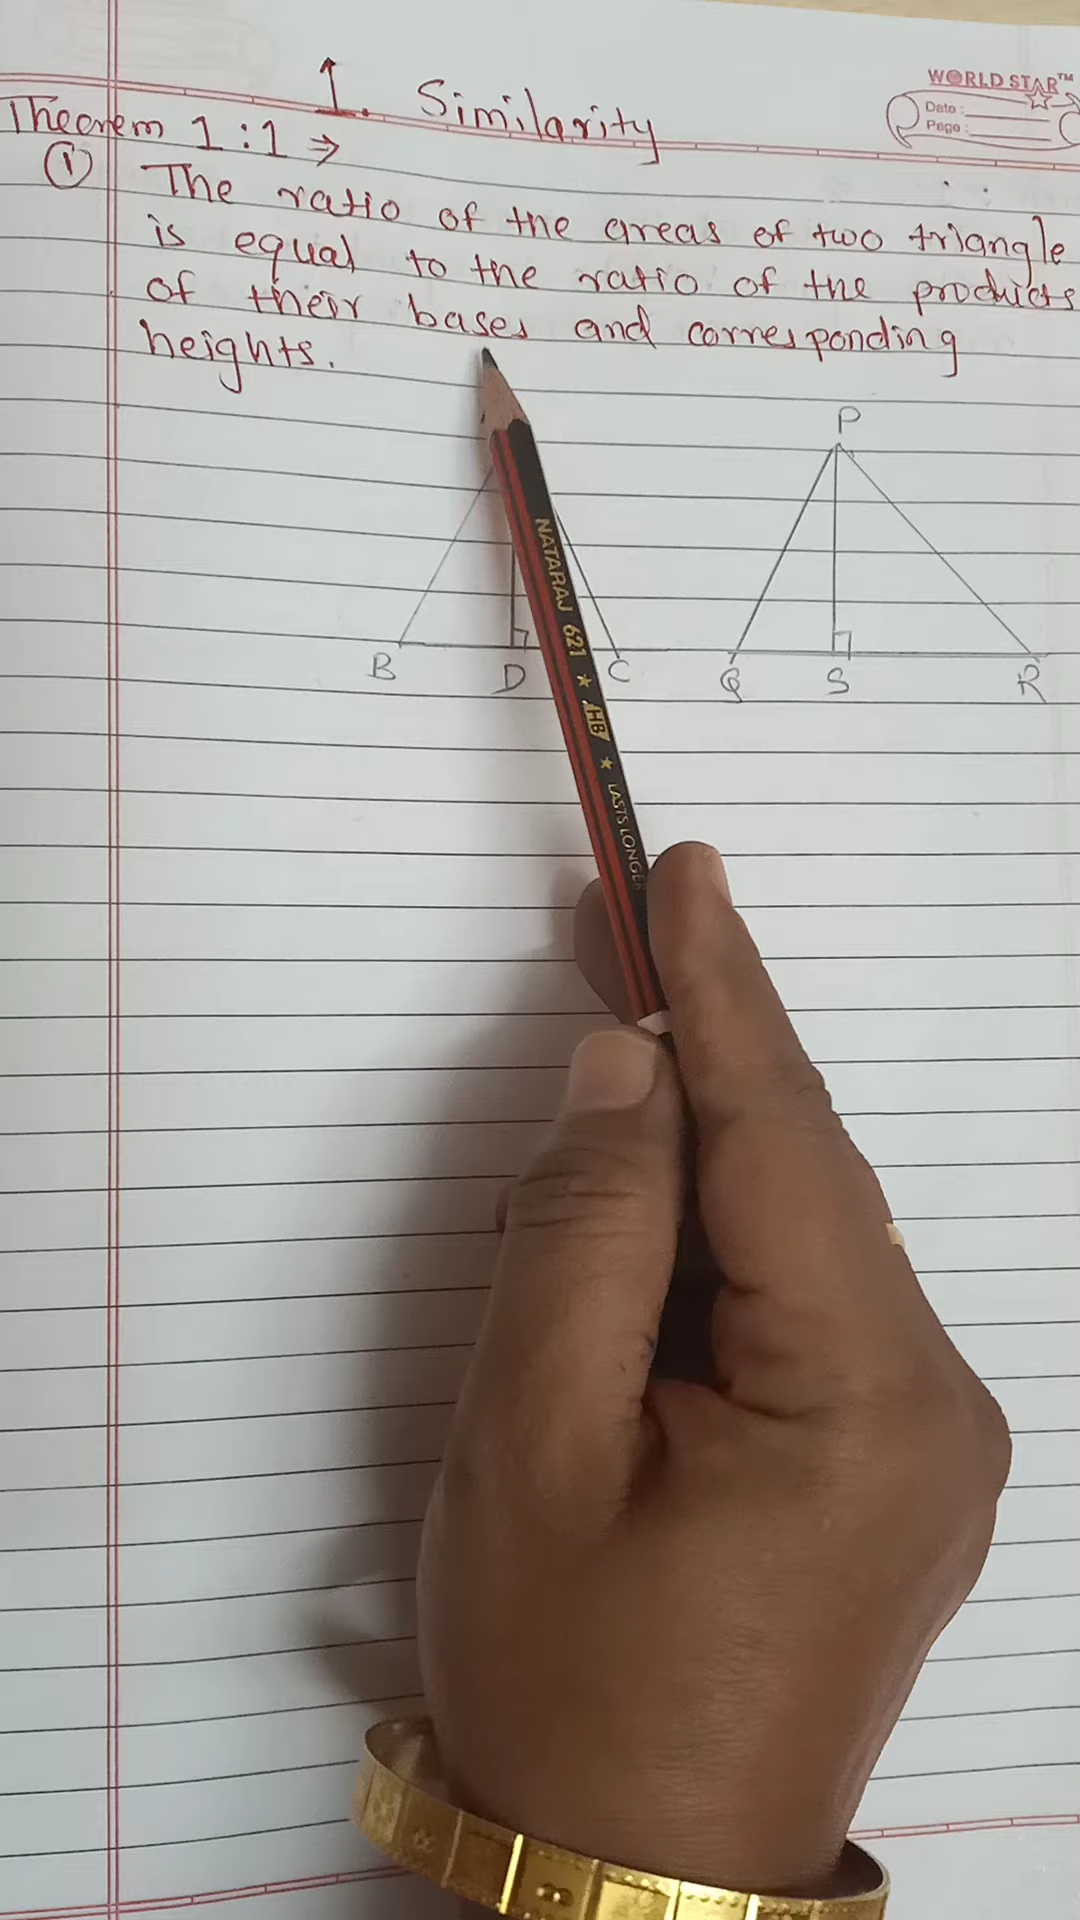 1. Similarity
WORLD STAR™
Date :
Page :
Theorem 1:1 ⇒
① The ratio of the areas of two triangle
is equal to the ratio of the products
of their bases and corresponding
heights.
P
B D C Q S R
NATARAJ 621 ★ HB ★ LASTS LONGER